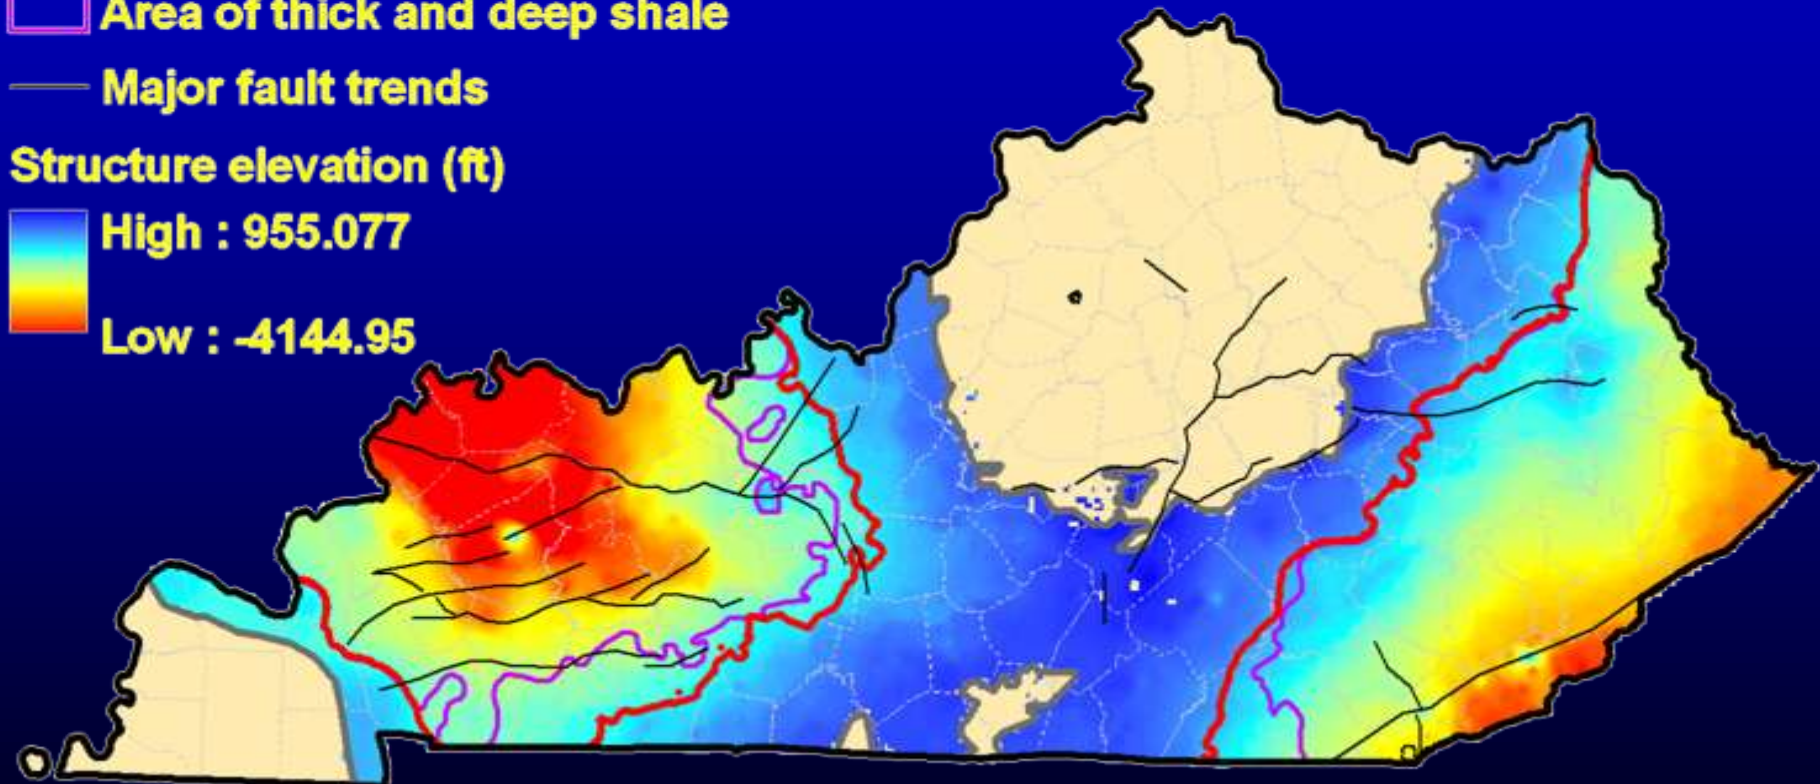 Area of thick and deep shale
Major fault trends
Structure elevation (ft)
High : 955.077
Low : -4144.95